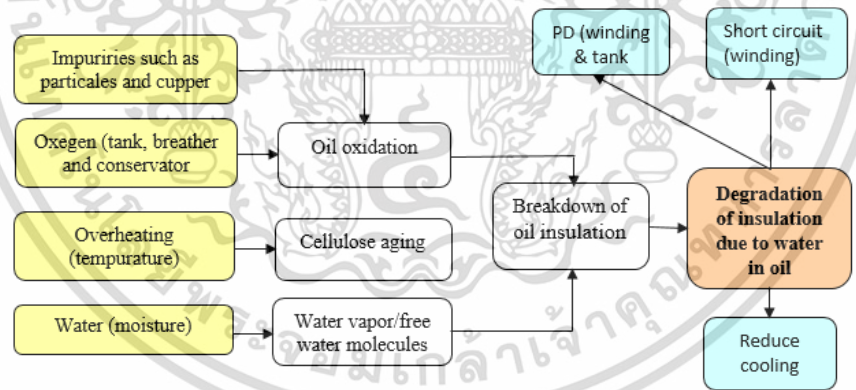 Impuriries such as
particales and cupper
Oxegen (tank, breather
and conservator
Overheating
(tempurature)
Water (moisture)
Oil oxidation
Cellulose aging
Water vapor/free
water molecules
Breakdown of
oil insulation
PD (winding
& tank
Short circuit
(winding)
Degradation
of insulation
due to water
in oil
Reduce
cooling